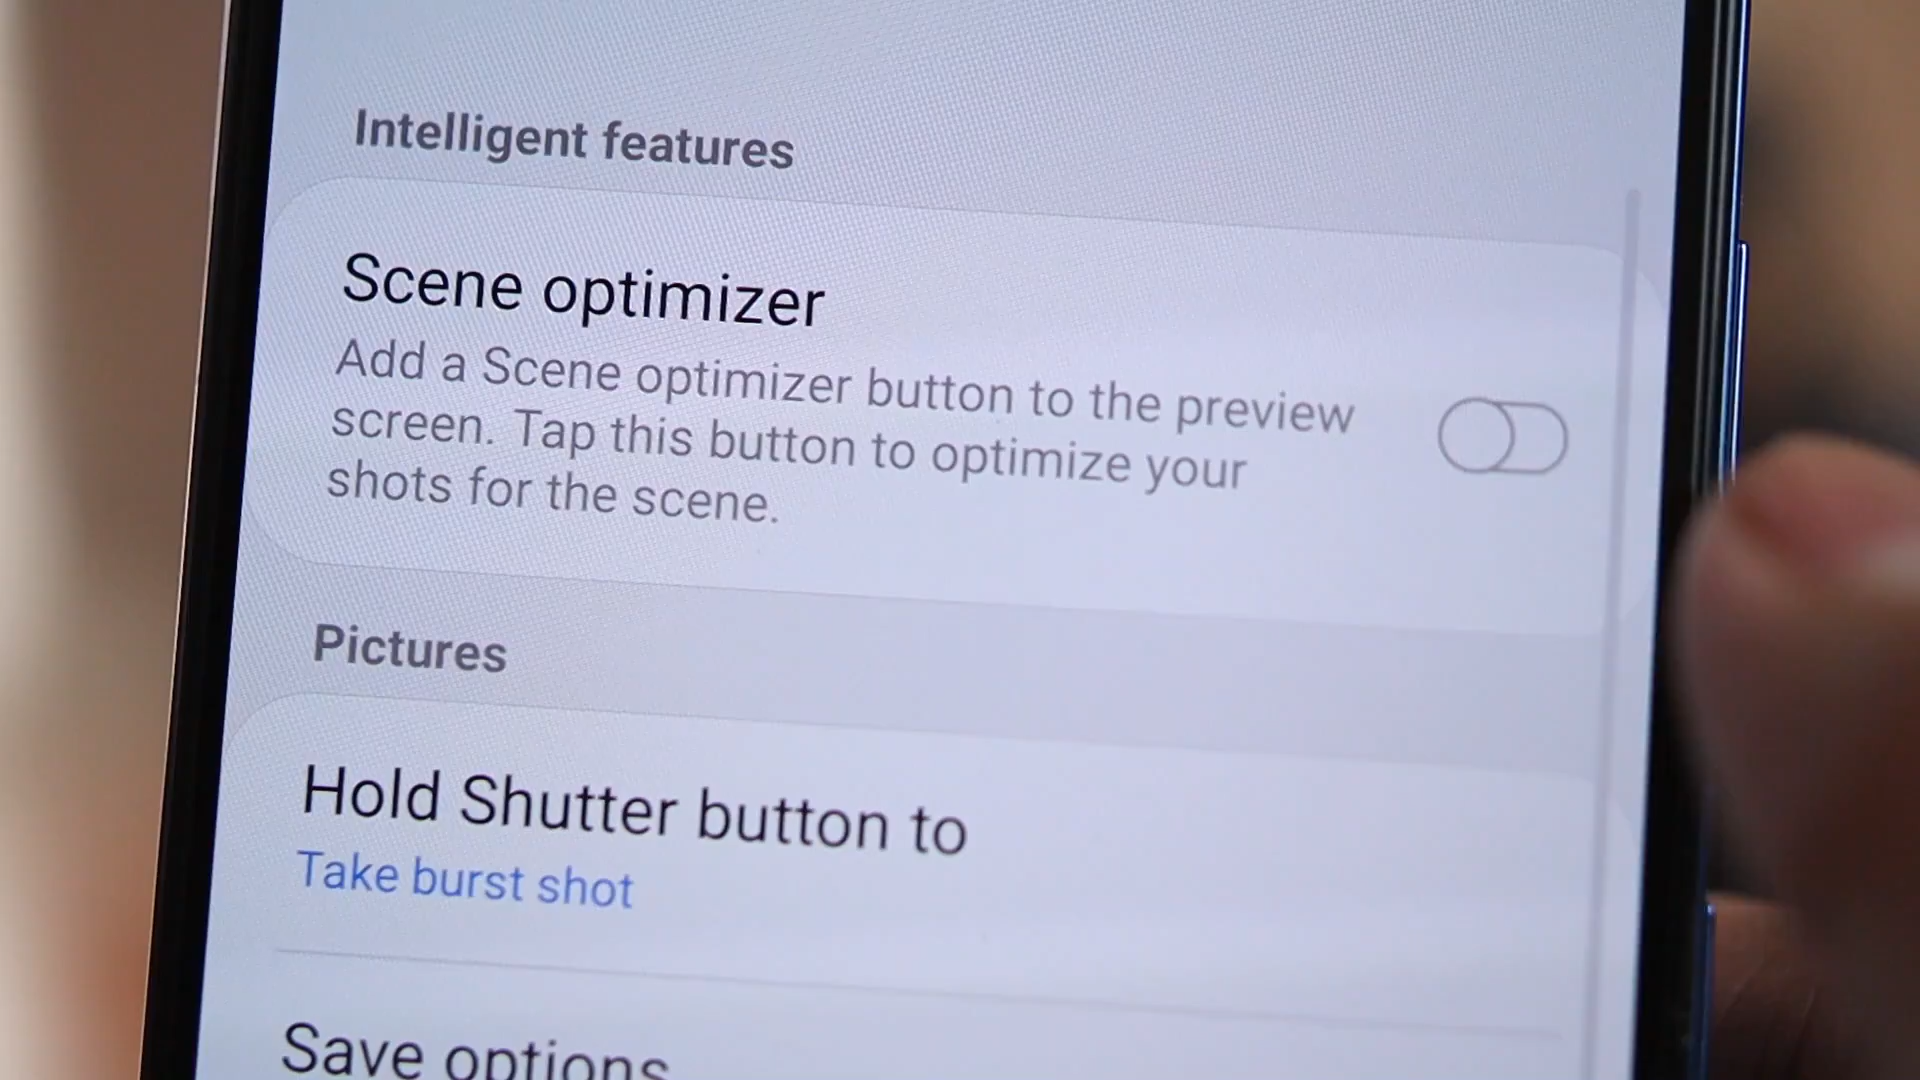 Intelligent features
Scene optimizer
Add a Scene optimizer button to the preview
screen. Tap this button to optimize your
shots for the scene.
Pictures
Hold Shutter button to
Take burst shot
Save options